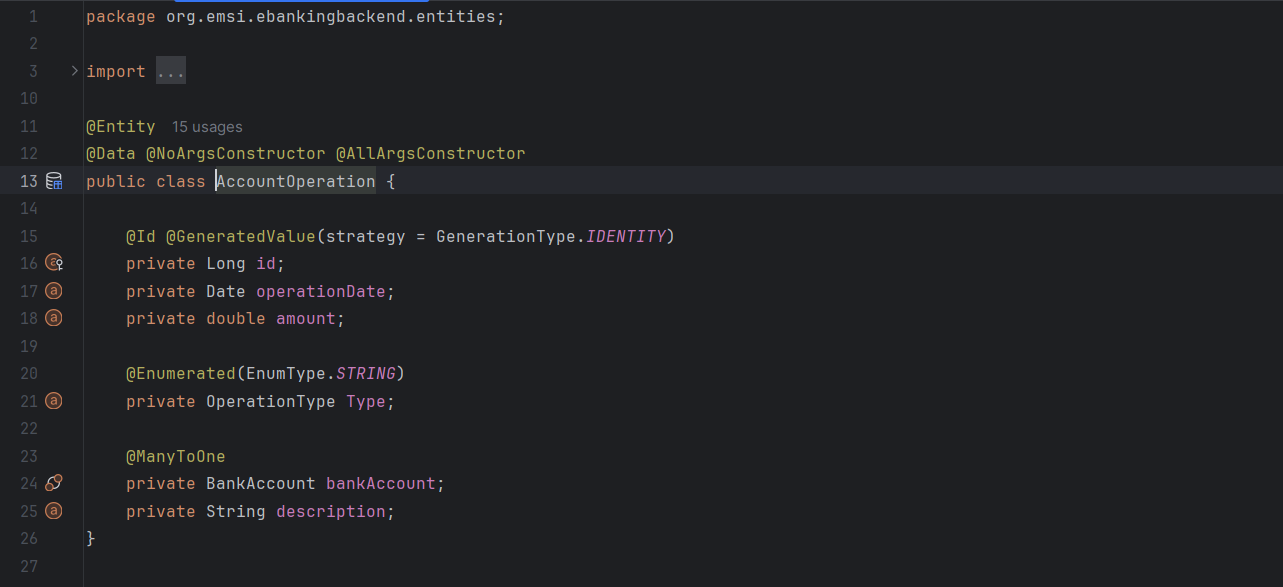 1 package org.emsi.ebankingbackend.entities;
2
3 > import ...
10
11 @Entity 15 usages
12 @Data @NoArgsConstructor @AllArgsConstructor
13 public class AccountOperation {
14
15 @Id @GeneratedValue(strategy = GenerationType.IDENTITY)
16 private Long id;
17 private Date operationDate;
18 private double amount;
19
20 @Enumerated(EnumType.STRING)
21 private OperationType Type;
22
23 @ManyToOne
24 private BankAccount bankAccount;
25 private String description;
26 }
27